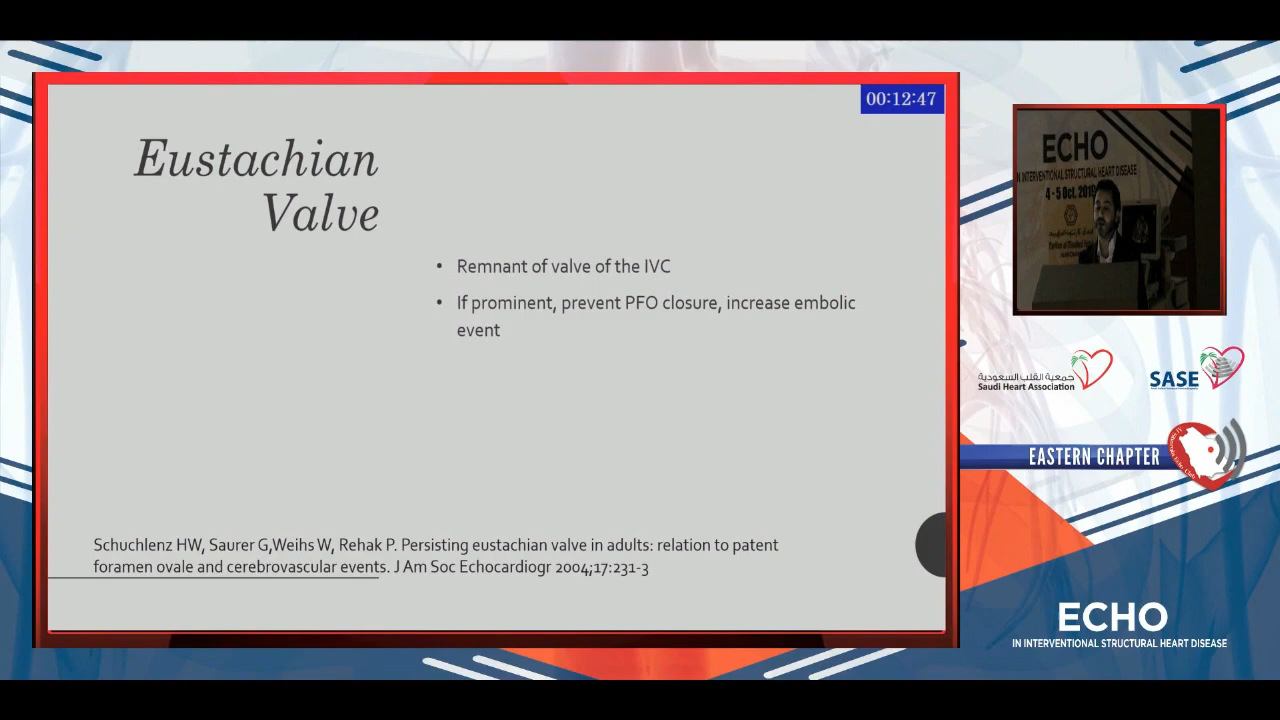 00:12:47
Eustachian
Valve
• Remnant of valve of the IVC
• If prominent, prevent PFO closure, increase embolic
event
Schuchlenz HW, Saurer G,Weihs W, Rehak P. Persisting eustachian valve in adults: relation to patent
foramen ovale and cerebrovascular events. J Am Soc Echocardiogr 2004;17:231-3
ECHO
IN INTERVENTIONAL STRUCTURAL HEART DISEASE
4 - 5 Oct. 2019
جمعية القلب السعودية
Saudi Heart Association
SASE
EASTERN CHAPTER
ECHO
IN INTERVENTIONAL STRUCTURAL HEART DISEASE